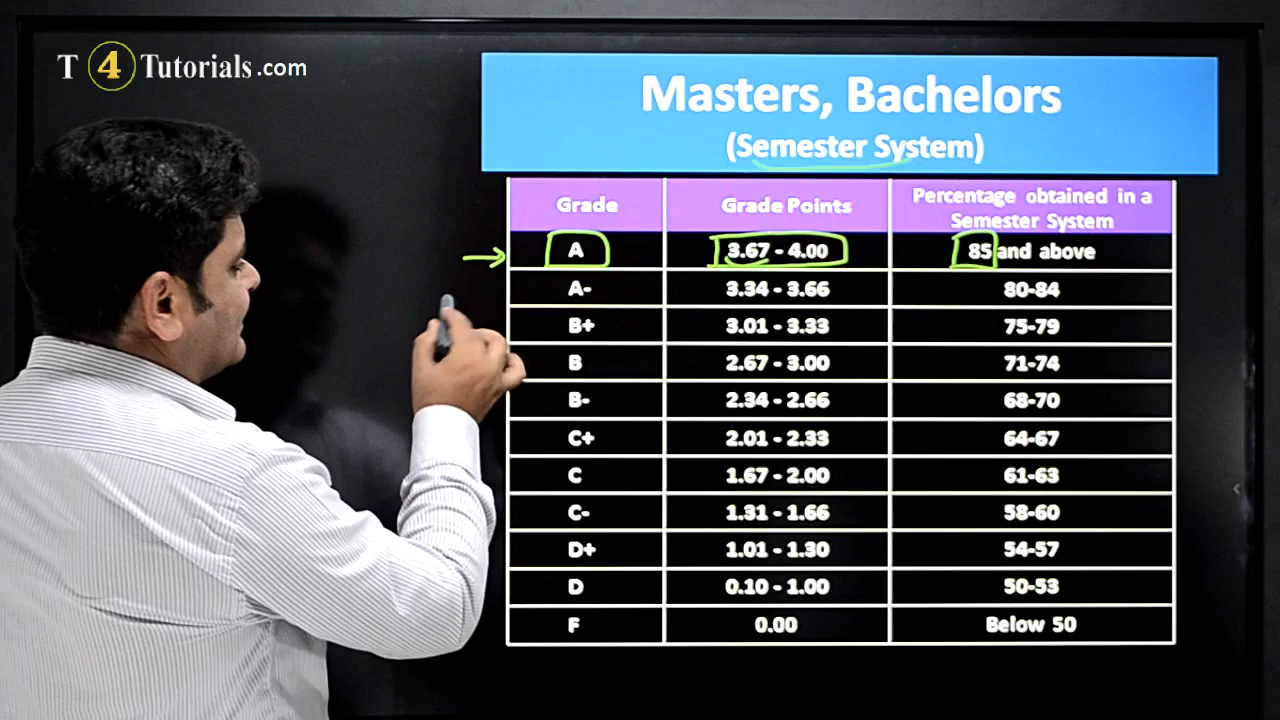 T 4 Tutorials .com
Masters, Bachelors
(Semester System)
Grade Grade Points Percentage obtained in a
Semester System
A 3.67 - 4.00 85 and above
A- 3.34 - 3.66 80-84
B+ 3.01 - 3.33 75-79
B 2.67 - 3.00 71-74
B- 2.34 - 2.66 68-70
C+ 2.01 - 2.33 64-67
C 1.67 - 2.00 61-63
C- 1.31 - 1.66 58-60
D+ 1.01 - 1.30 54-57
D 0.10 - 1.00 50-53
F 0.00 Below 50